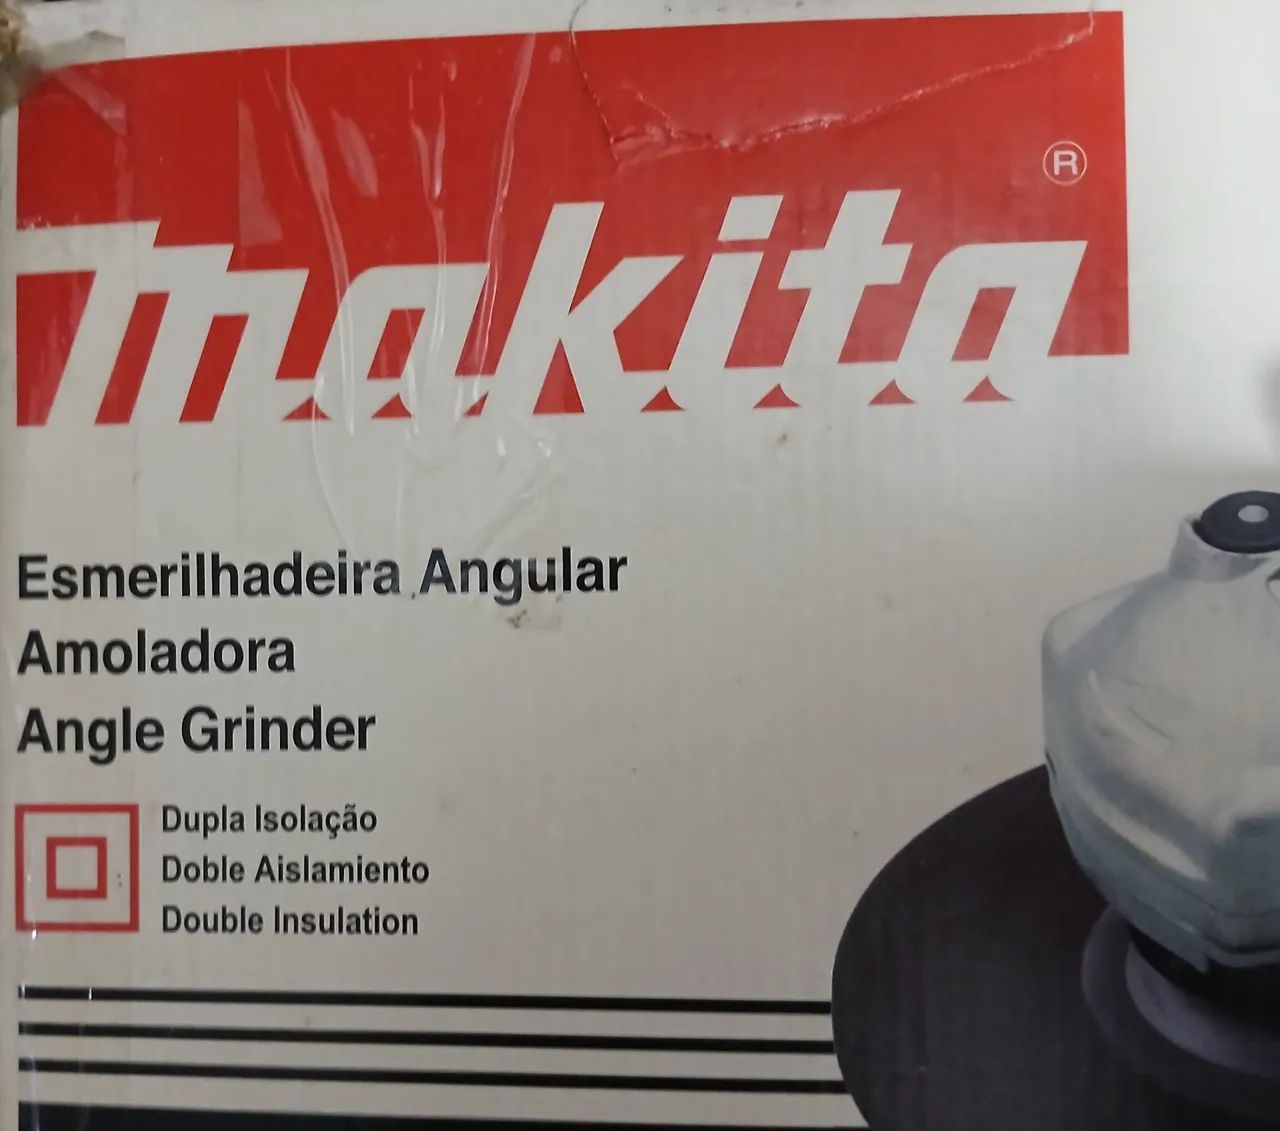 makita®
Esmerilhadeira Angular
Amoladora
Angle Grinder
Dupla Isolação
Doble Aislamiento
Double Insulation